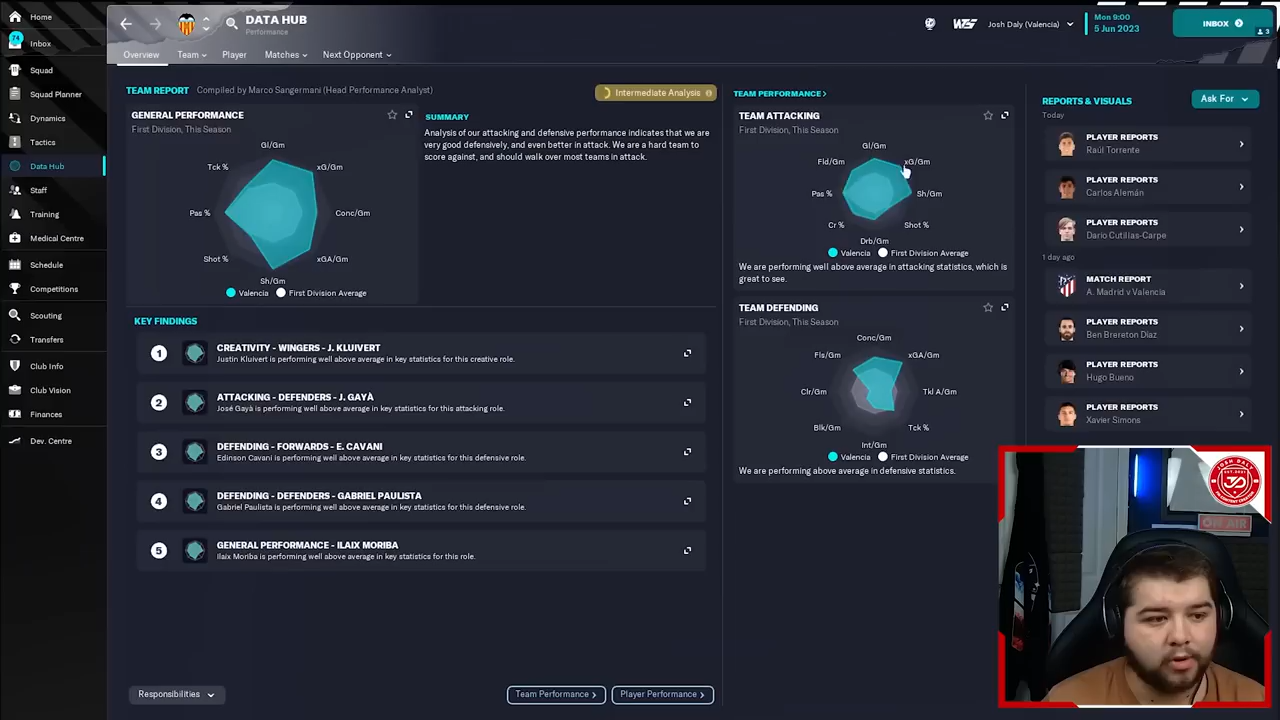 Home
74
Inbox
Squad
Squad Planner
Dynamics
Tactics
Data Hub
Staff
Training
Medical Centre
Schedule
Competitions
Scouting
Transfers
Club Info
Club Vision
Finances
Dev. Centre
DATA HUB
Performance
Overview
Team
Player
Matches
Next Opponent
Josh Daly (Valencia)
Mon 9:00
5 Jun 2023
INBOX
3
TEAM REPORT
Compiled by Marco Sangermani (Head Performance Analyst)
Intermediate Analysis
GENERAL PERFORMANCE
First Division, This Season
Gl/Gm
Tck %
xG/Gm
Pas %
Conc/Gm
Shot %
xGA/Gm
Sh/Gm
Valencia
First Division Average
SUMMARY
Analysis of our attacking and defensive performance indicates that we are
very good defensively, and even better in attack. We are a hard team to
score against, and should walk over most teams in attack.
KEY FINDINGS
1
CREATIVITY - WINGERS - J. KLUIVERT
Justin Kluivert is performing well above average in key statistics for this creative role.
2
ATTACKING - DEFENDERS - J. GAYÀ
José Gayà is performing well above average in key statistics for this attacking role.
3
DEFENDING - FORWARDS - E. CAVANI
Edinson Cavani is performing well above average in key statistics for this defensive role.
4
DEFENDING - DEFENDERS - GABRIEL PAULISTA
Gabriel Paulista is performing well above average in key statistics for this defensive role.
5
GENERAL PERFORMANCE - ILAIX MORIBA
Ilaix Moriba is performing well above average in key statistics for this role.
Responsibilities
Team Performance
Player Performance
TEAM PERFORMANCE
TEAM ATTACKING
First Division, This Season
Gl/Gm
Fld/Gm
xG/Gm
Pas %
Sh/Gm
Cr %
Shot %
Drb/Gm
Valencia
First Division Average
We are performing well above average in attacking statistics, which is
great to see.
TEAM DEFENDING
First Division, This Season
Conc/Gm
Fls/Gm
xGA/Gm
Clr/Gm
Tkl A/Gm
Blk/Gm
Tck %
Int/Gm
Valencia
First Division Average
We are performing above average in defensive statistics.
REPORTS & VISUALS
Ask For
Today
PLAYER REPORTS
Raúl Torrente
PLAYER REPORTS
Carlos Alemán
PLAYER REPORTS
Dario Cutillas-Carpe
1 day ago
MATCH REPORT
A. Madrid v Valencia
PLAYER REPORTS
Ben Brereton Díaz
PLAYER REPORTS
Hugo Bueno
PLAYER REPORTS
Xavier Simons
JOSH DALY
JD
ON AIR